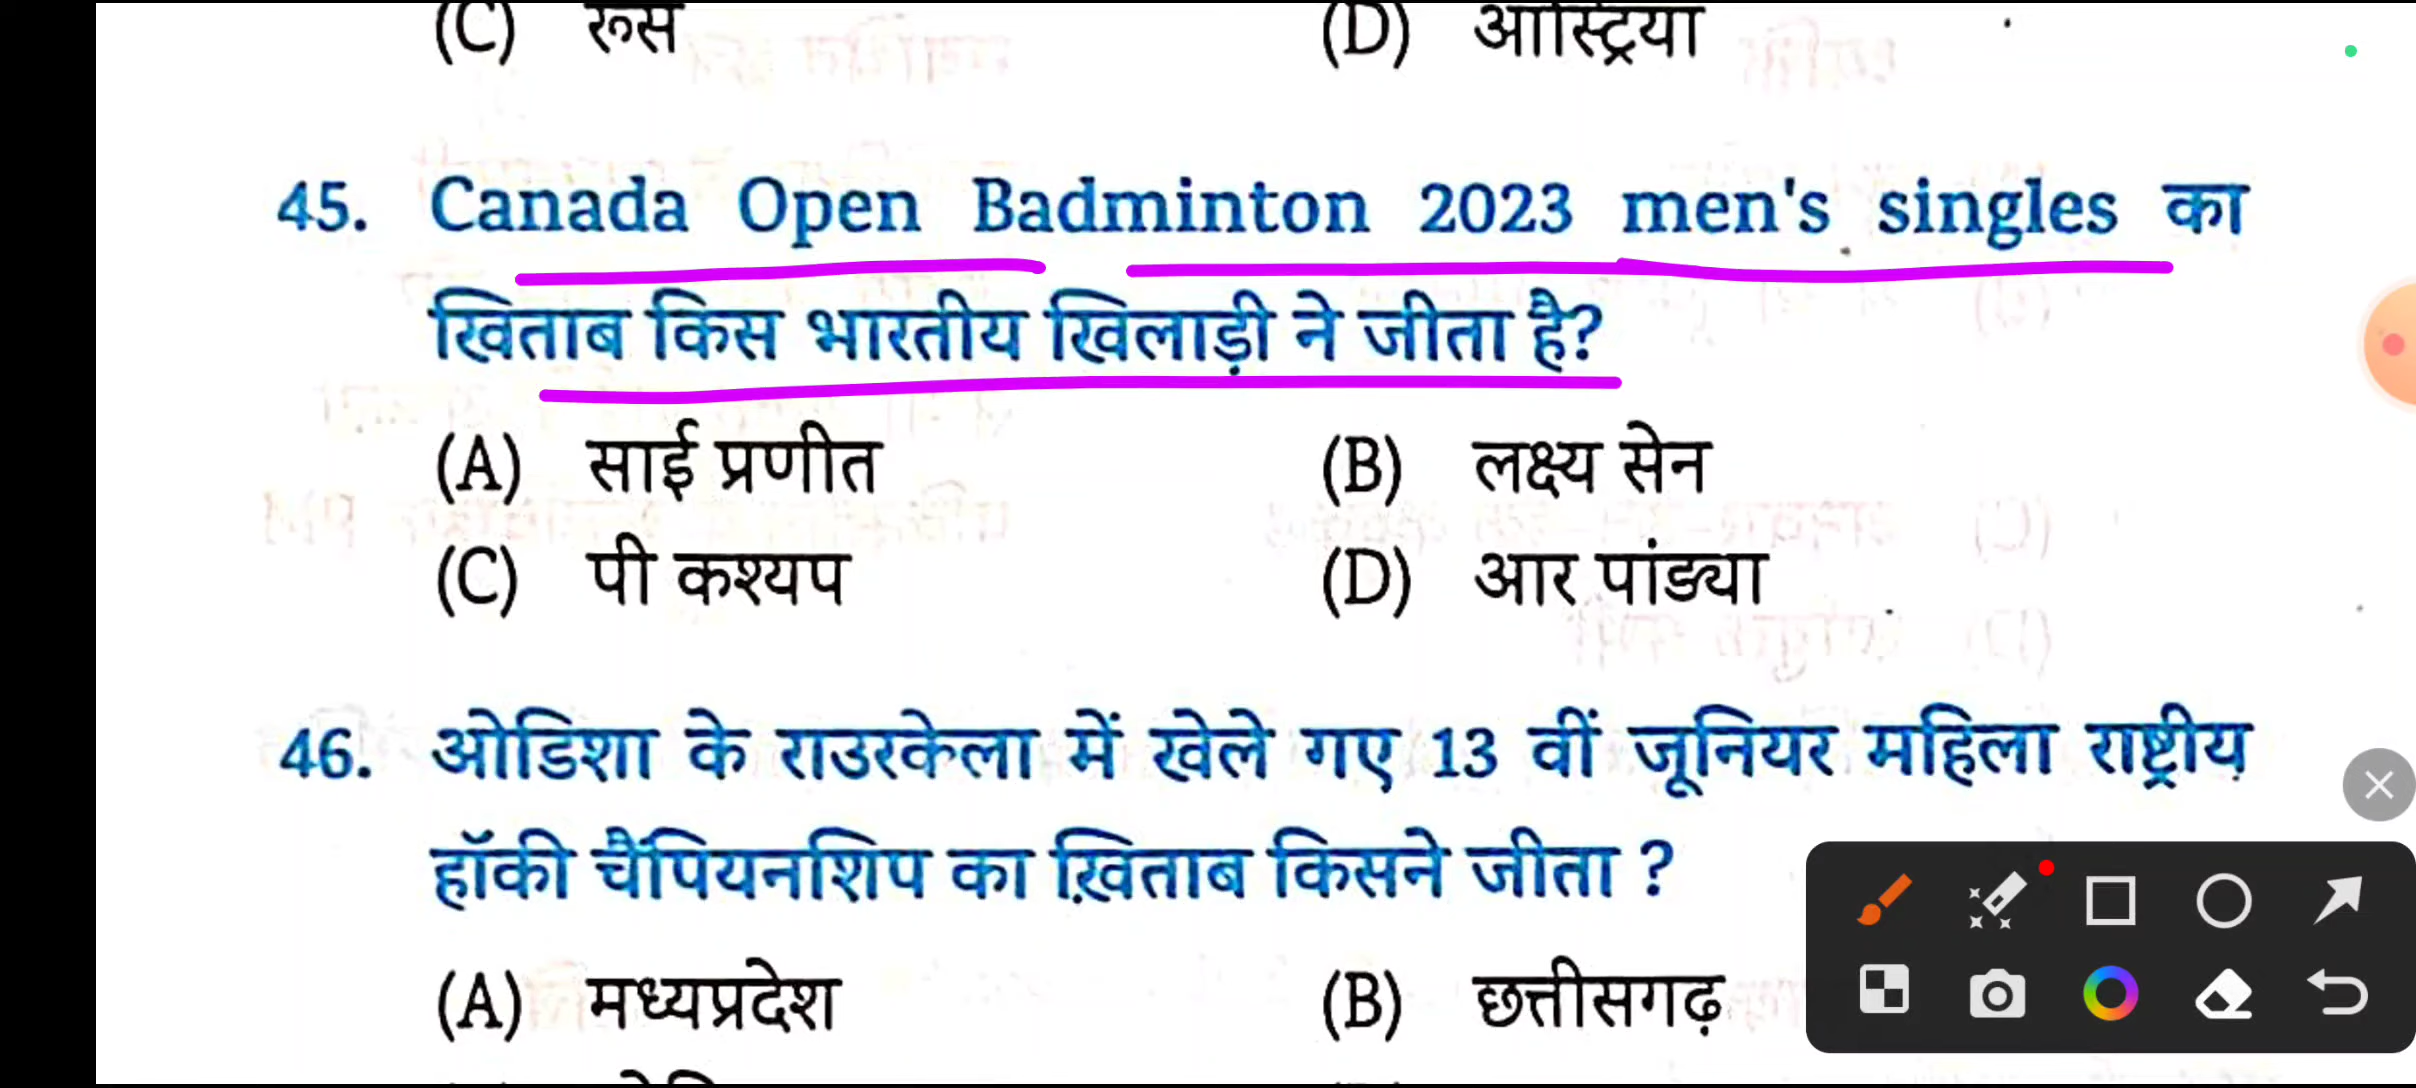 (C) रूस (D) आस्ट्रिया
45. Canada Open Badminton 2023 men's singles का
खिताब किस भारतीय खिलाड़ी ने जीता है?
(A) साई प्रणीत (B) लक्ष्य सेन
(C) पी कश्यप (D) आर पांड्या
46. ओडिशा के राउरकेला में खेले गए 13 वीं जूनियर महिला राष्ट्रीय
हॉकी चैंपियनशिप का ख़िताब किसने जीता ?
(A) मध्यप्रदेश (B) छत्तीसगढ़